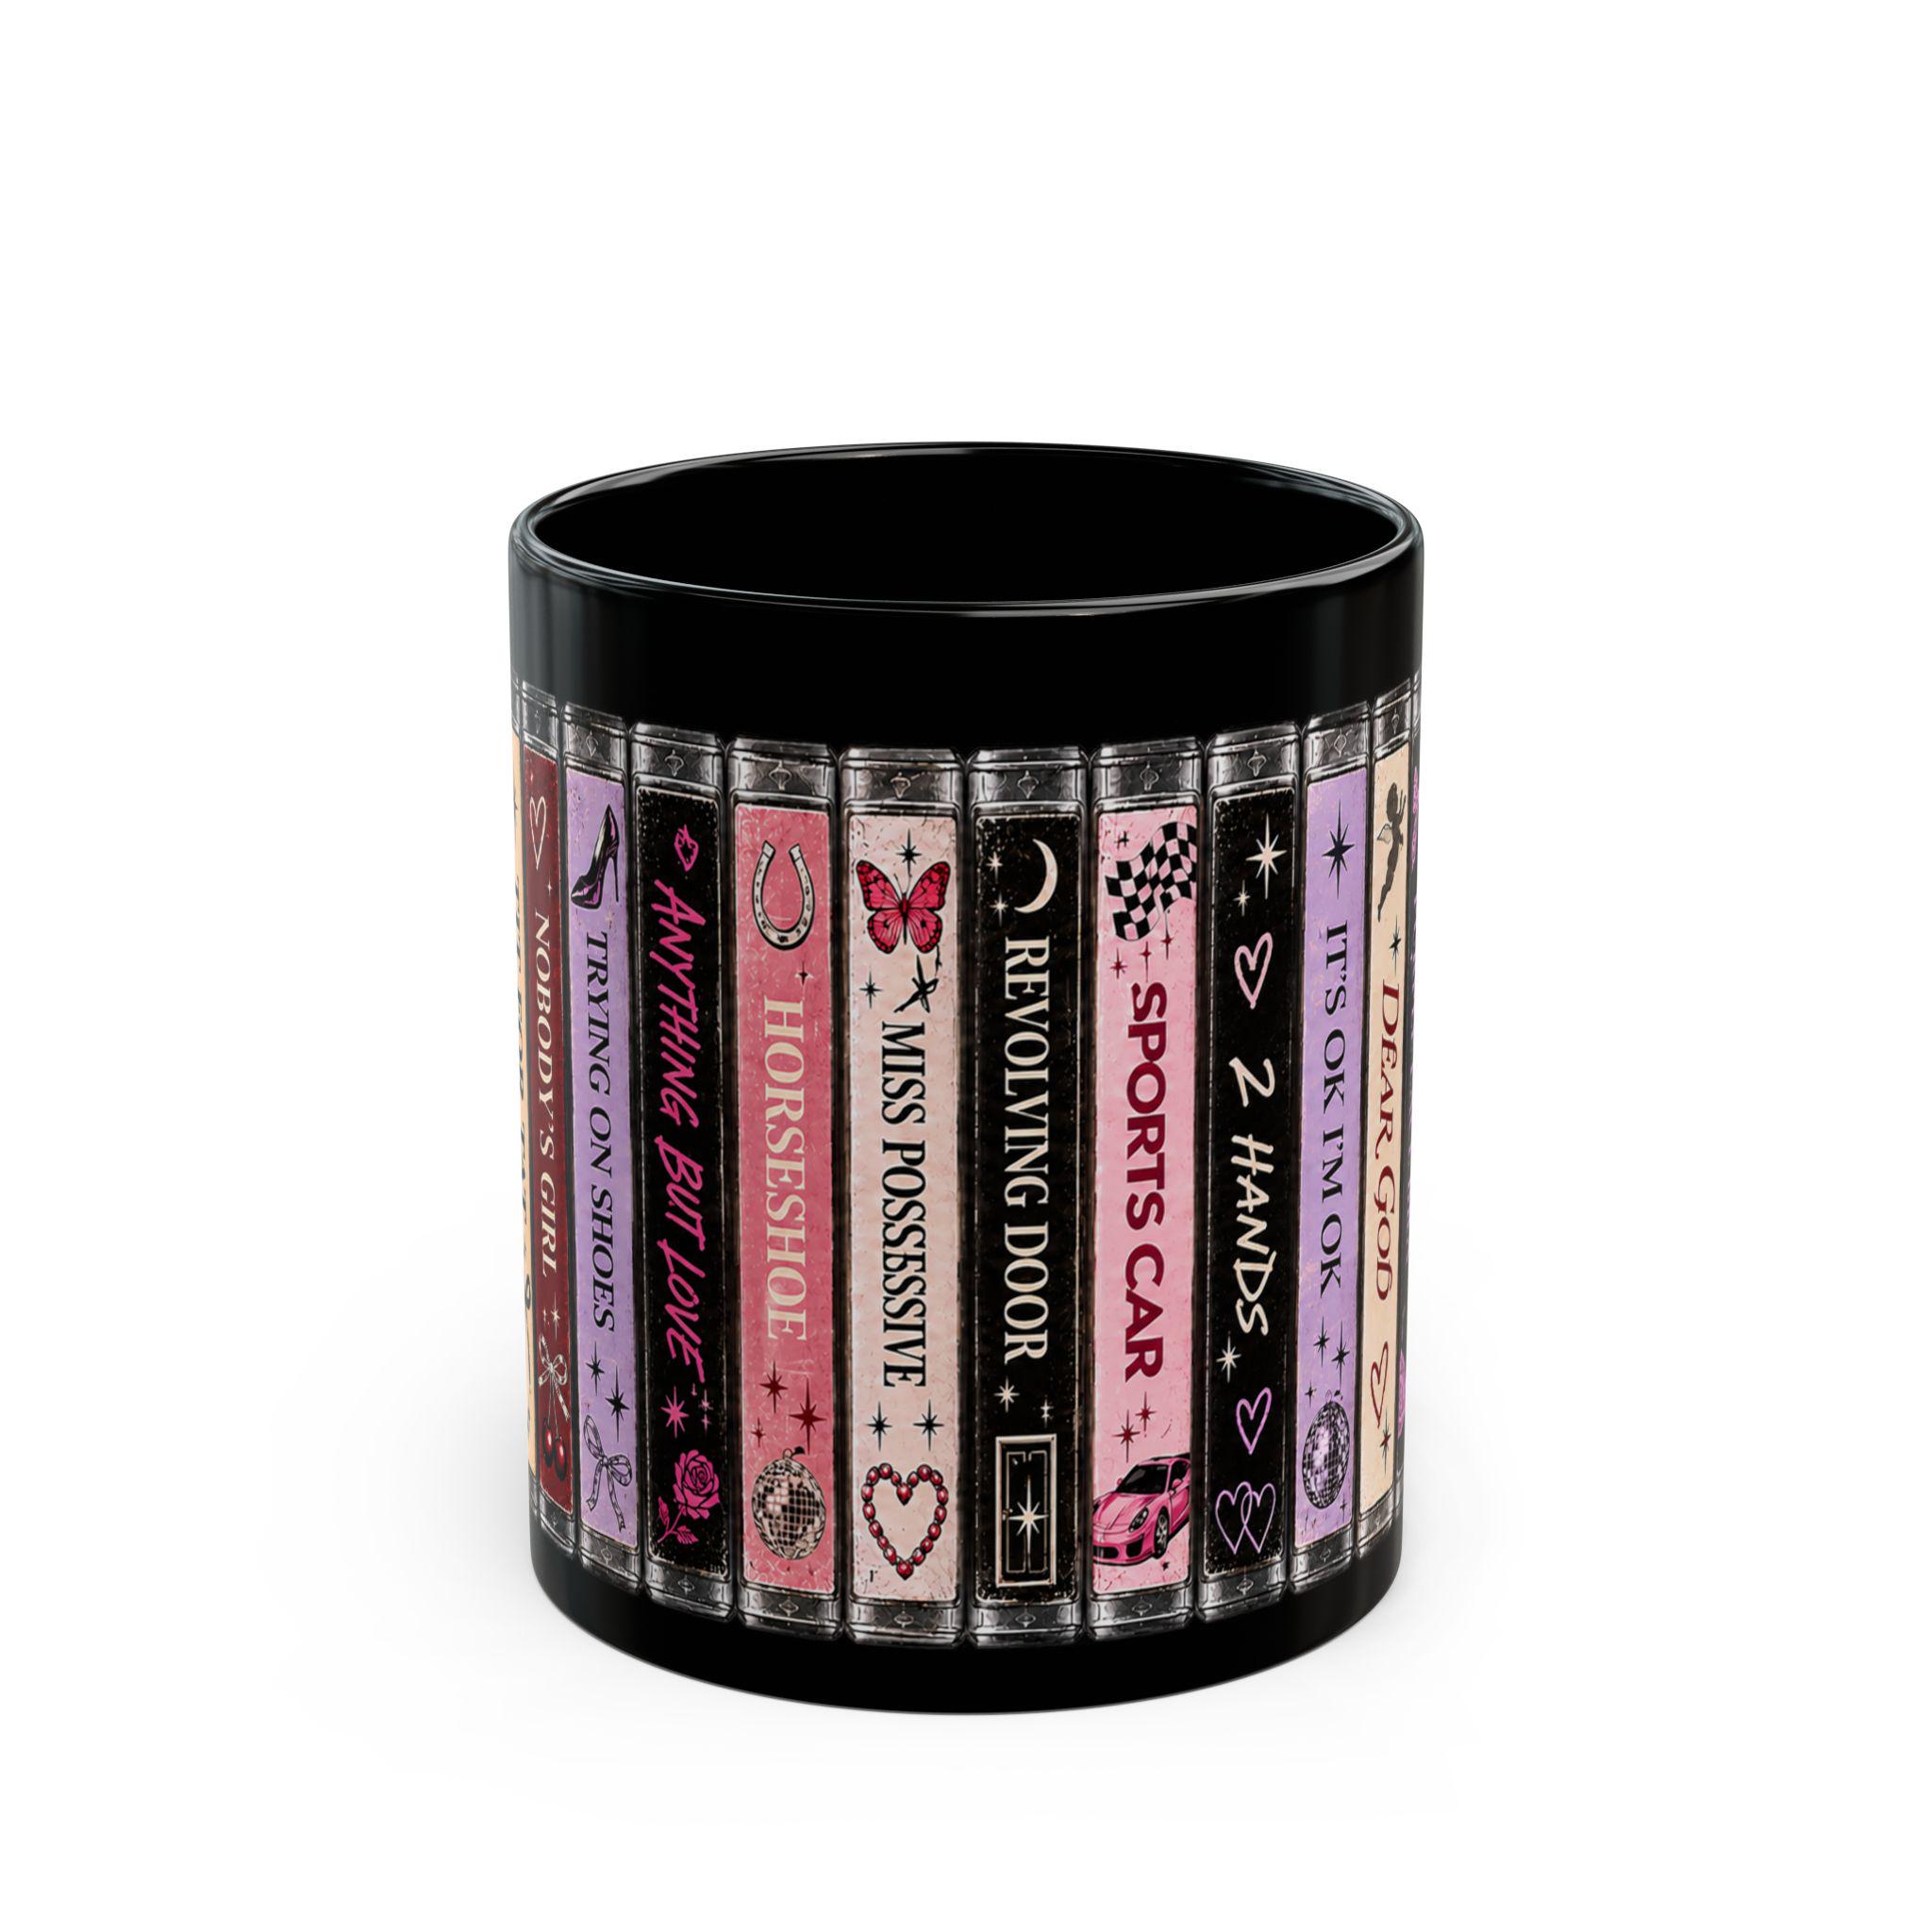 NOBODY'S GIRL
TRYING ON SHOES
ANYTHING BUT LOVE
HORSESHOE
MISS POSSESSIVE
REVOLVING DOOR
SPORTS CAR
2 HANDS
IT'S OK I'M OK
DEAR GOD